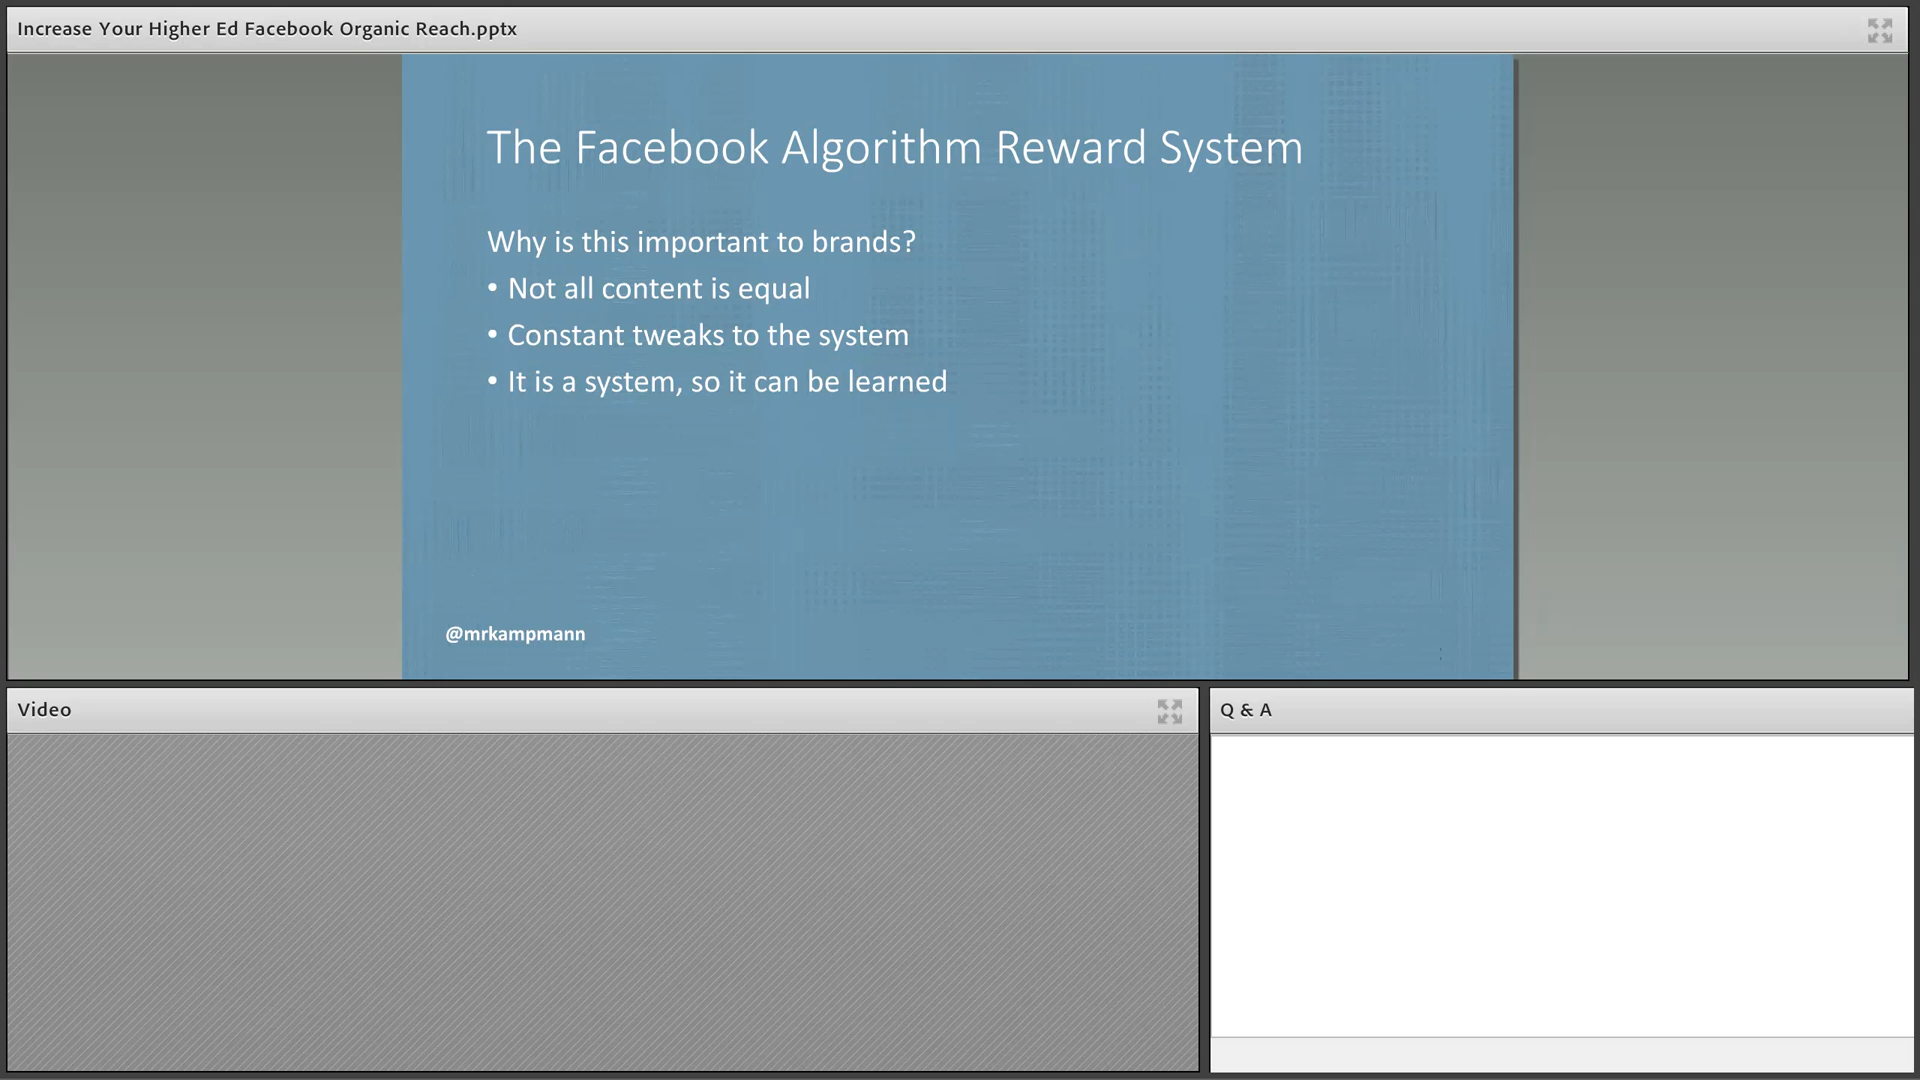 Increase Your Higher Ed Facebook Organic Reach.pptx
The Facebook Algorithm Reward System
Why is this important to brands?
• Not all content is equal
• Constant tweaks to the system
• It is a system, so it can be learned
@mrkampmann
Video
Q & A